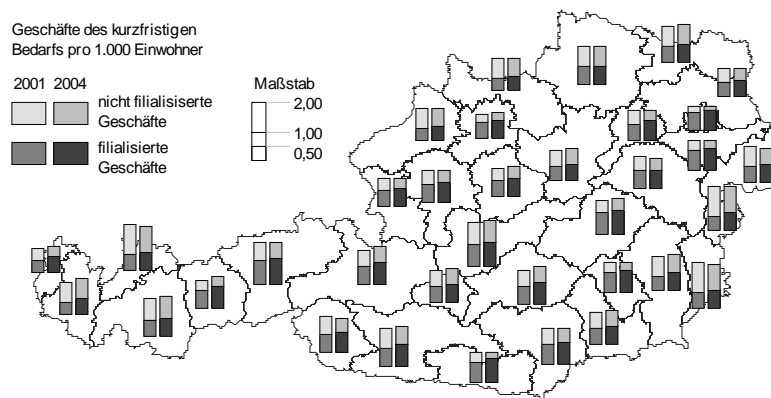 Geschäfte des kurzfristigen
Bedarfs pro 1.000 Einwohner
2001 2004
nicht filialisierte
Geschäfte
filialisierte
Geschäfte
Maßstab
2,00
1,00
0,50